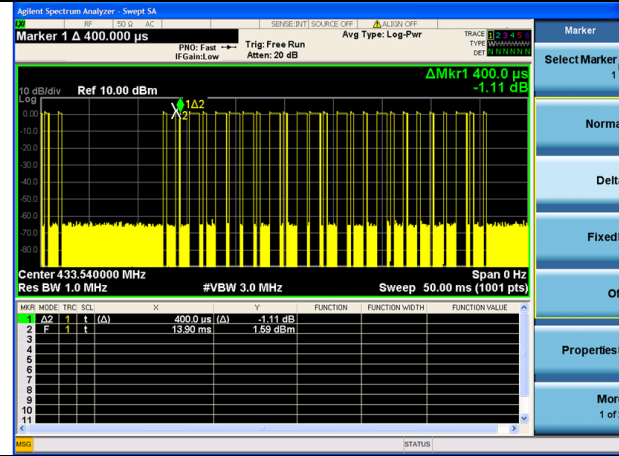 Agilent Spectrum Analyzer - Swept SA
RF 50 Ω AC SENSE:INT SOURCE OFF ALIGN OFF
Marker 1 Δ 400.000 µs
PNO: Fast
IFGain:Low
Trig: Free Run
Atten: 20 dB
Avg Type: Log-Pwr
TRACE 1 2 3 4 5 6
TYPE
DET N N N N N N
ΔMkr1 400.0 µs
-1.11 dB
10 dB/div Ref 10.00 dBm
Log
1Δ2
2
0.00
-10.0
-20.0
-30.0
-40.0
-50.0
-60.0
-70.0
-80.0
Center 433.540000 MHz Span 0 Hz
Res BW 1.0 MHz #VBW 3.0 MHz Sweep 50.00 ms (1001 pts)
MKR MODE TRC SCL X Y FUNCTION FUNCTION WIDTH FUNCTION VALUE
1 Δ2 1 t (Δ) 400.0 µs (Δ) -1.11 dB
2 F 1 t 13.90 ms 1.59 dBm
3
4
5
6
7
8
9
10
11
MSG STATUS
Marker
Select Marker
1
Norma
Delta
Fixed
Of
Properties
More
1 of